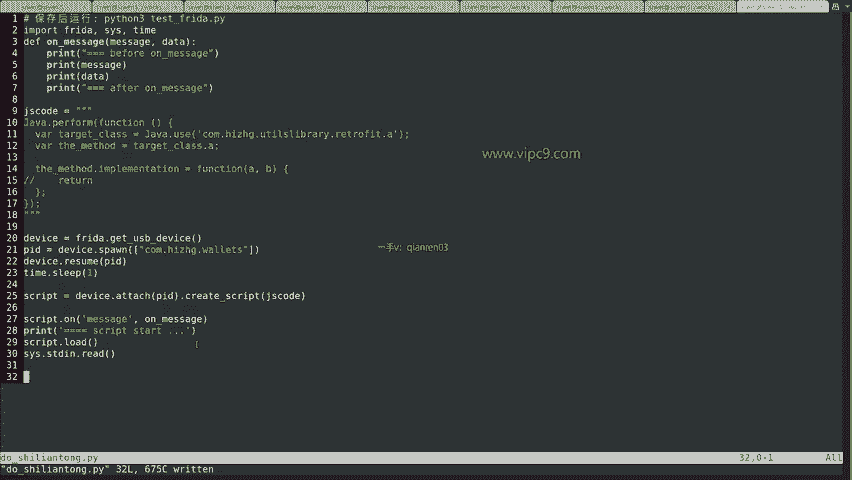 1 # 保存后运行: python3 test_frida.py
2 import frida, sys, time
3 def on_message(message, data):
4     print("=== before on_message")
5     print(message)
6     print(data)
7     print("=== after on_message")
8
9 jscode = """
10 Java.perform(function () {
11   var target_class = Java.use('com.hizhg.utilslibrary.retrofit.a');
12   var the_method = target_class.a;
13
14   the_method.implementation = function(a, b) {
15 //    return
16   };
17 });
18 """
19
20 device = frida.get_usb_device()
21 pid = device.spawn(["com.hizhg.wallets"])
22 device.resume(pid)
23 time.sleep(1)
24
25 script = device.attach(pid).create_script(jscode)
26
27 script.on('message', on_message)
28 print('==== script start ...')
29 script.load()
30 sys.stdin.read()
31
32
www.vipc9.com
一手v: qianren03
do_shiliantong.py 32,0-1 All
"do_shiliantong.py" 32L, 675C written